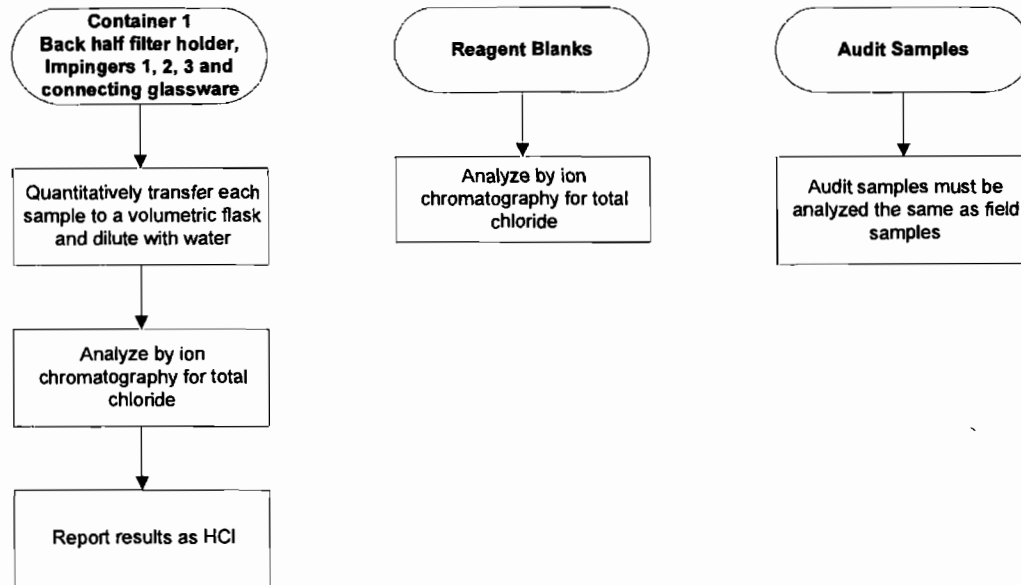 Container 1
Back half filter holder,
Impingers 1, 2, 3 and
connecting glassware
Quantitatively transfer each
sample to a volumetric flask
and dilute with water
Analyze by ion
chromatography for total
chloride
Report results as HCl
Reagent Blanks
Analyze by ion
chromatography for total
chloride
Audit Samples
Audit samples must be
analyzed the same as field
samples